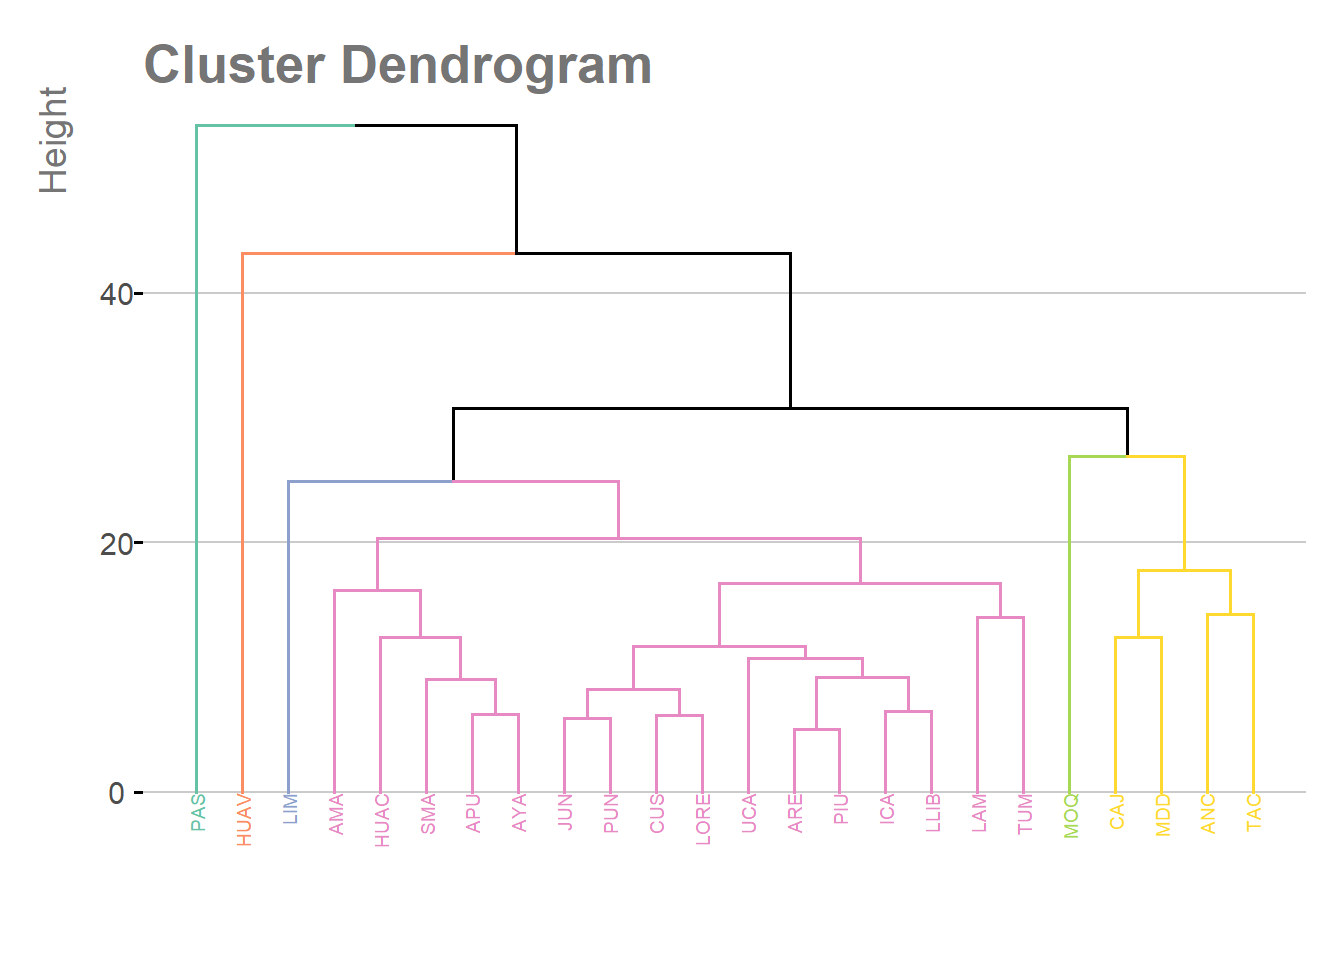 Cluster Dendrogram
Height
40
20
0
PAS
HUAV
LIM
AMA
HUAC
SMA
APU
AYA
JUN
PUN
CUS
LORE
UCA
ARE
PIU
ICA
LLIB
LAM
TUM
MOQ
CAJ
MDD
ANC
TAC